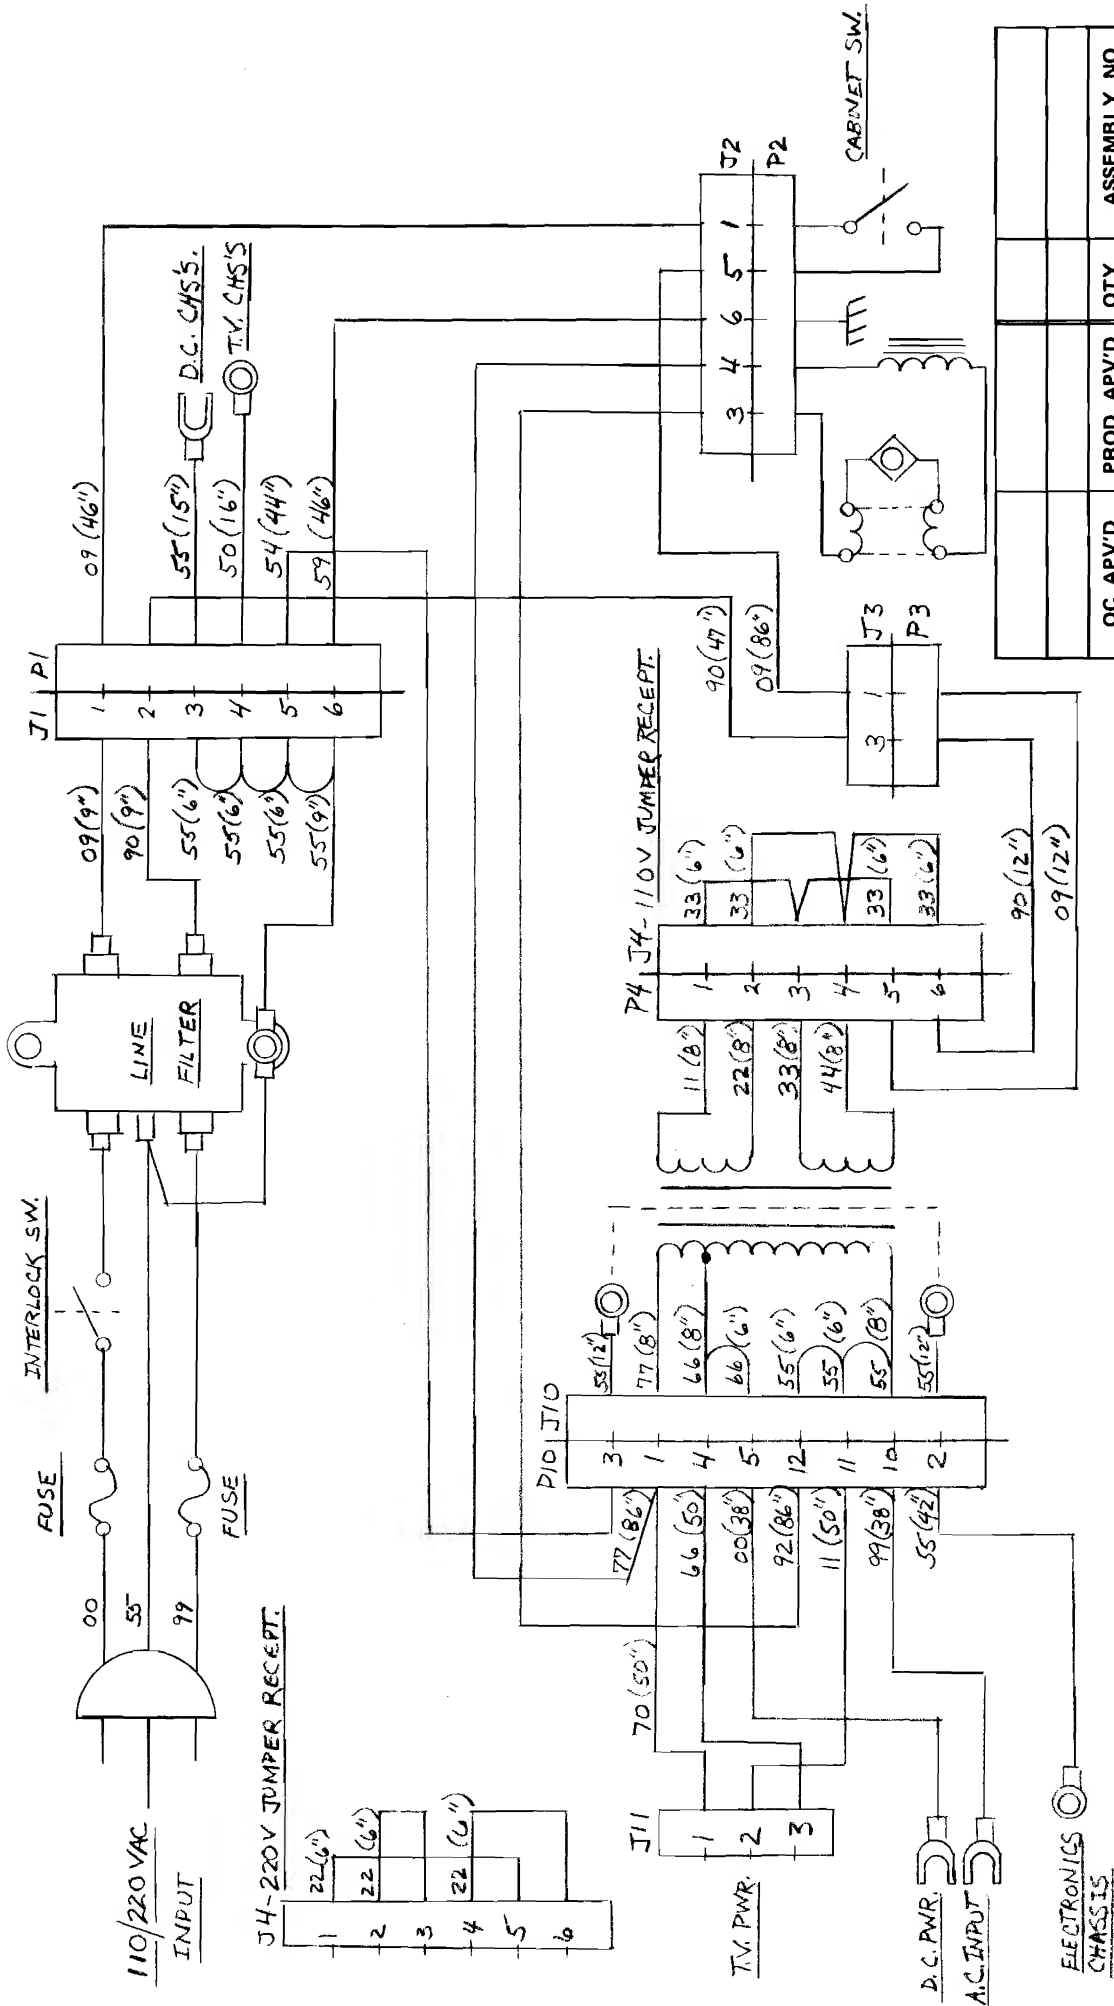 110/220 VAC
INPUT
00
55
99
FUSE
FUSE
INTERLOCK SW.
LINE
FILTER
09(9")
90(9")
55(6")
55(6")
55(6")
55(9")
J1 P1
1
2
3
4
5
6
09 (46")
55(15")
50(16")
54(44")
59 (46")
D.C. CHS'S.
T.V. CHS'S
J4-220V JUMPER RECEPT.
1
2
3
4
5
6
22(6")
22 (6")
22 (6")
T.V. PWR.
J11
1
2
3
70(50")
D.C. PWR.
A.C. INPUT
ELECTRONICS
CHASSIS
77(86")
66(50")
00(38")
92(86")
11(50")
99(38")
55(42")
P10 J10
3
1
4
5
12
11
10
2
55(12")
77(8")
66(8")
66(6")
55(6")
55(6")
55(8")
55(12")
11(8")
22(8")
33(8")
44(8")
P4 J4-110V JUMPER RECEPT.
1
2
3
4
5
6
33(6")
33(6")
33(6")
33(6")
90(47")
09(86")
90(12")
09(12")
3 1
J3
P3
3 4 6 5 1
J2
P2
CABINET SW.
QC APV'D PROD APV'D QTY ASSEMBLY NO